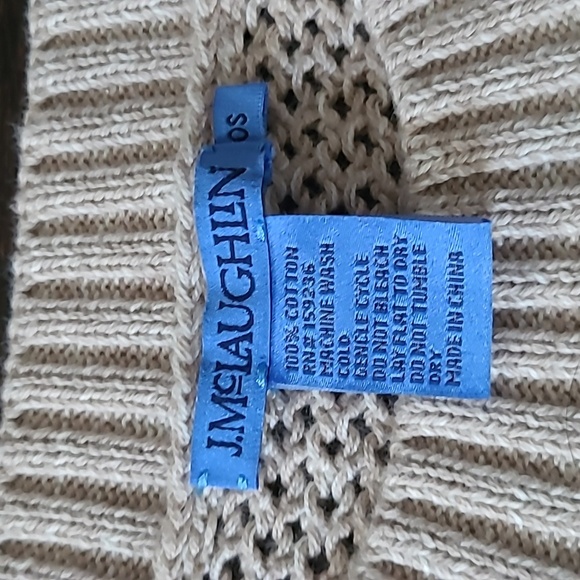 OS
J.McLAUGHLIN
100% COTTON
RN# 159236
MACHINE WASH
COLD
GENCLE CYCLE
DO NOT BLEACH
LAY FLAT TO DRY
DO NOT TUMBLE
DRY
MADE IN CHINA